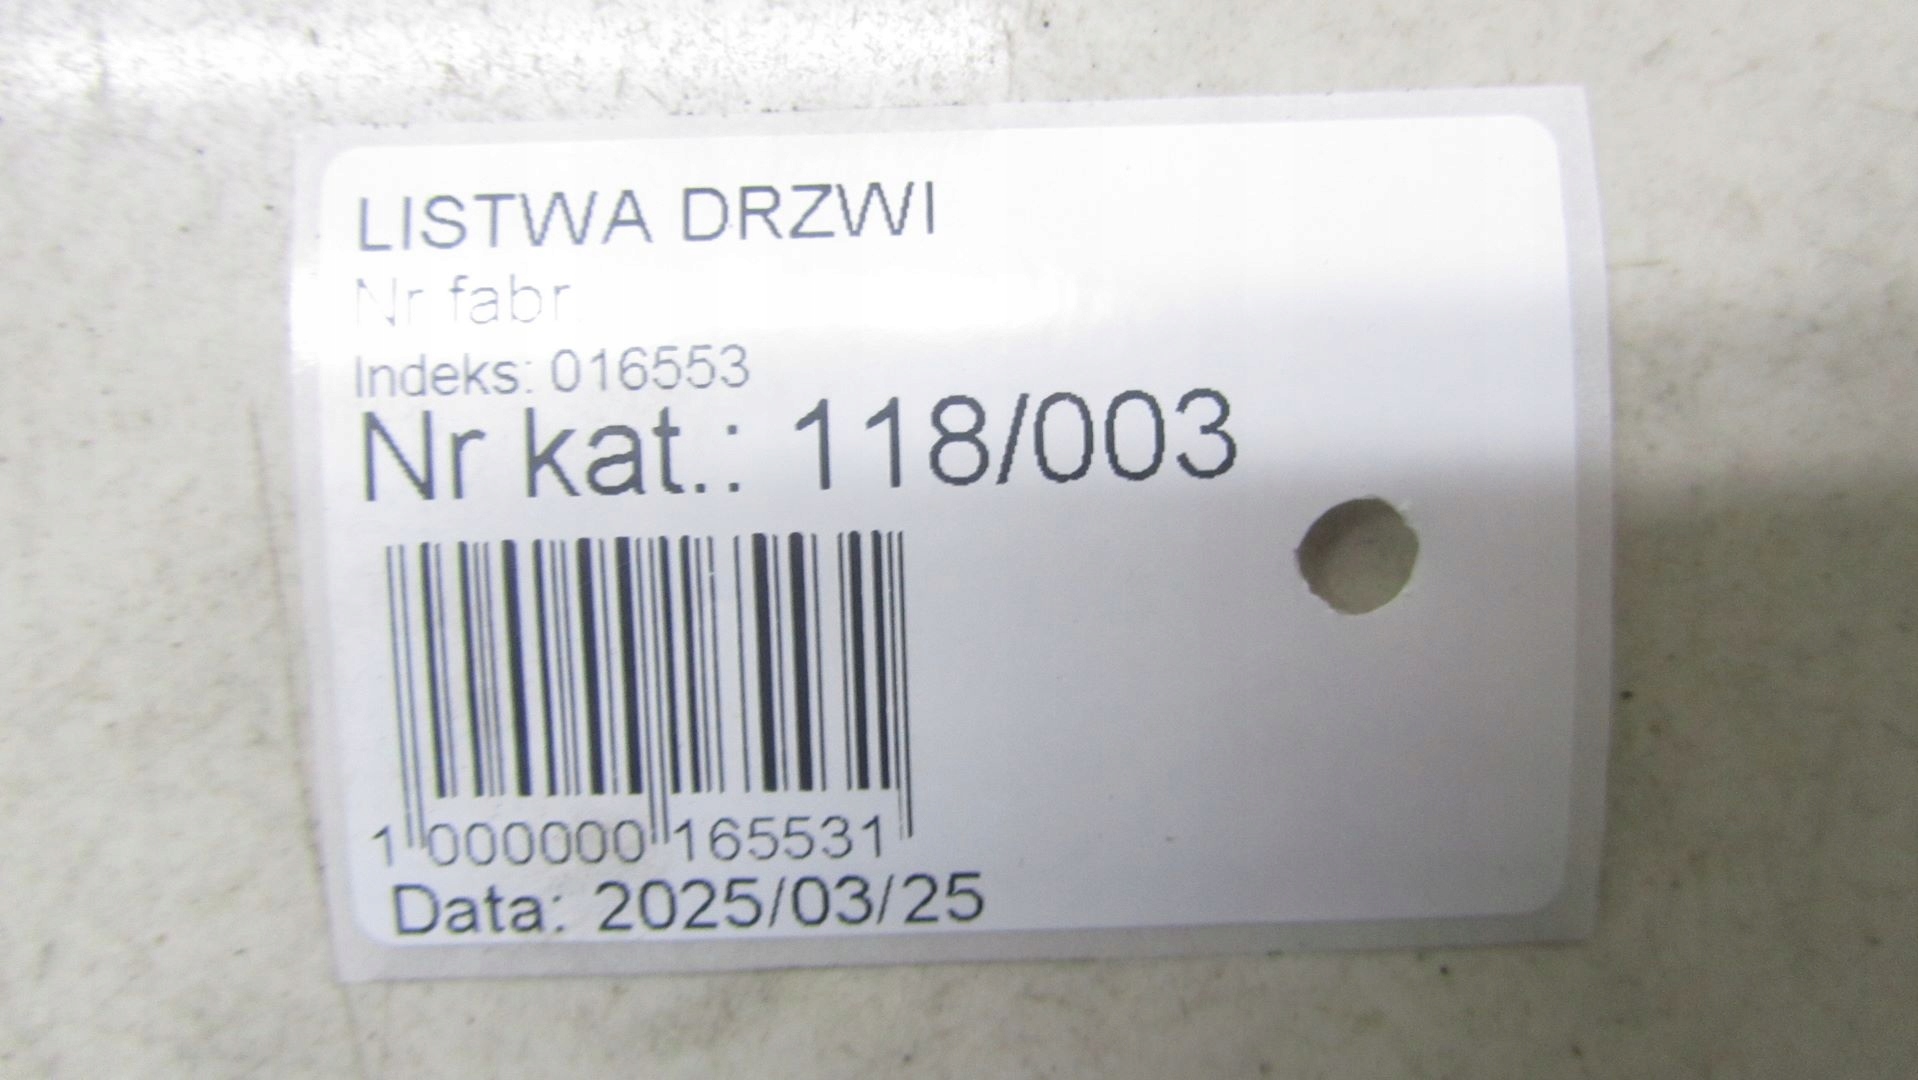 LISTWA DRZWI
Nr fabr.
Indeks: 016553
Nr kat.: 118/003
1 000000 165531
Data: 2025/03/25